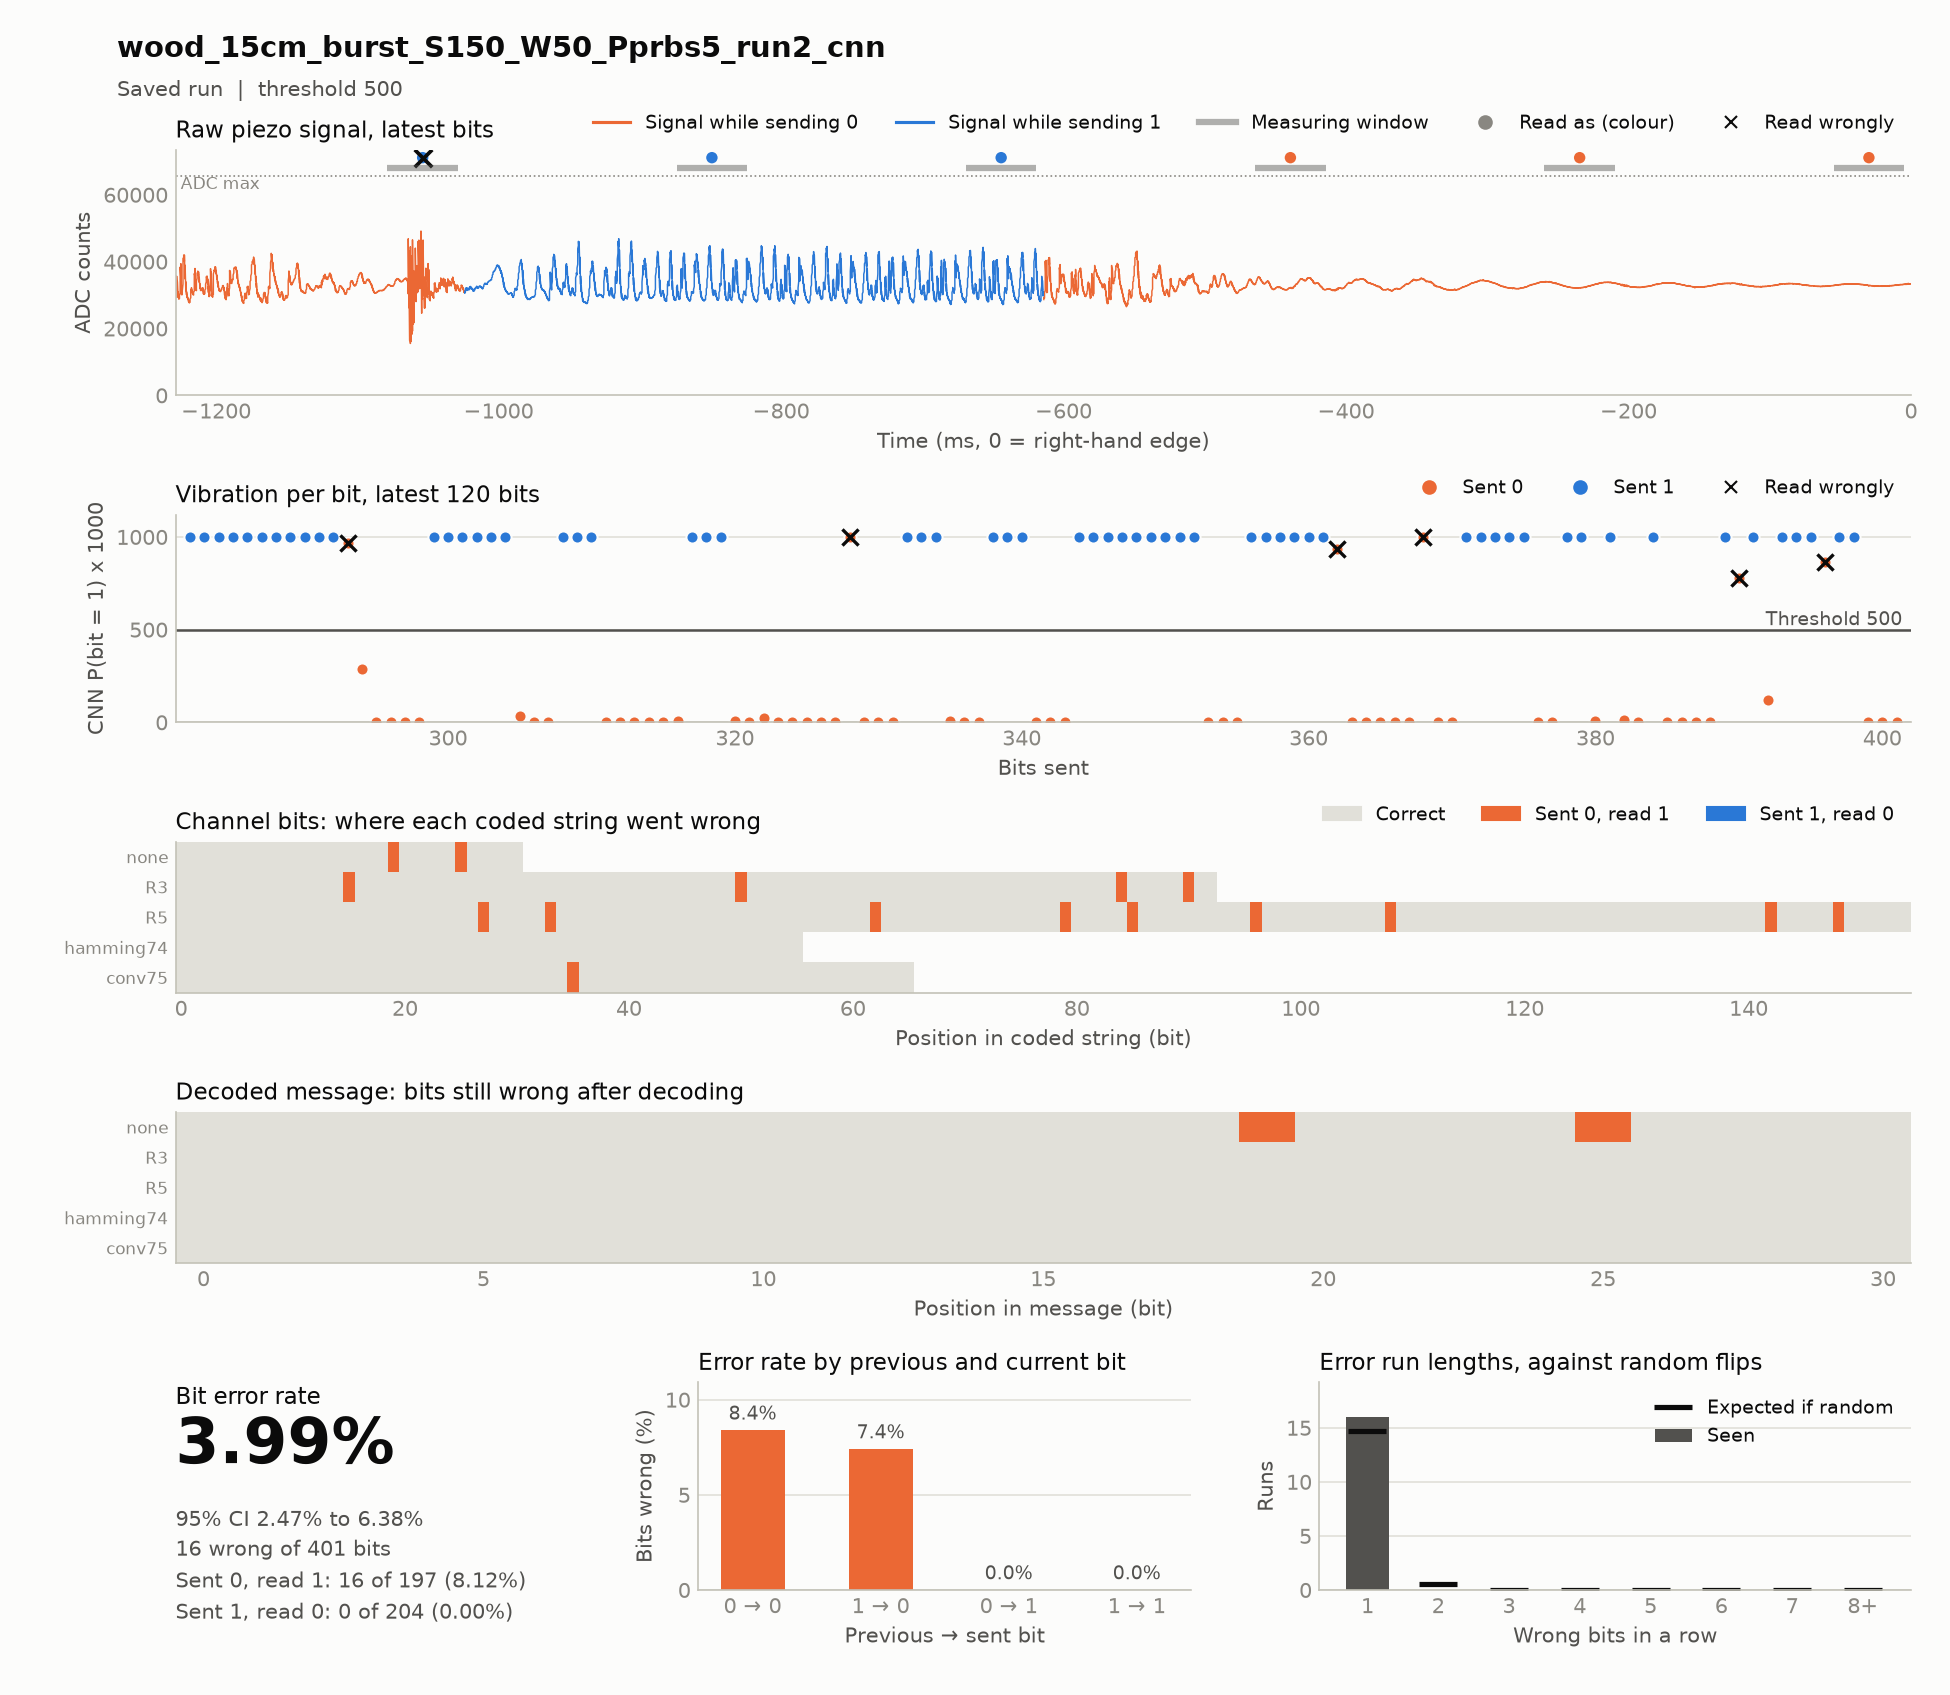 wood_15cm_burst_S150_W50_Pprbs5_run2_cnn
Saved run | threshold 500
Raw piezo signal, latest bits
Signal while sending 0
Signal while sending 1
Measuring window
Read as (colour)
Read wrongly
ADC max
60000
40000
20000
0
ADC counts
−1200
−1000
−800
−600
−400
−200
0
Time (ms, 0 = right-hand edge)
Vibration per bit, latest 120 bits
Sent 0
Sent 1
Read wrongly
1000
500
0
CNN P(bit = 1) x 1000
Threshold 500
300
320
340
360
380
400
Bits sent
Channel bits: where each coded string went wrong
Correct
Sent 0, read 1
Sent 1, read 0
none
R3
R5
hamming74
conv75
0
20
40
60
80
100
120
140
Position in coded string (bit)
Decoded message: bits still wrong after decoding
none
R3
R5
hamming74
conv75
0
5
10
15
20
25
30
Position in message (bit)
Bit error rate
3.99%
95% CI 2.47% to 6.38%
16 wrong of 401 bits
Sent 0, read 1: 16 of 197 (8.12%)
Sent 1, read 0: 0 of 204 (0.00%)
Error rate by previous and current bit
10
5
0
Bits wrong (%)
8.4%
7.4%
0.0%
0.0%
0 → 0
1 → 0
0 → 1
1 → 1
Previous → sent bit
Error run lengths, against random flips
Expected if random
Seen
15
10
5
0
Runs
1
2
3
4
5
6
7
8+
Wrong bits in a row